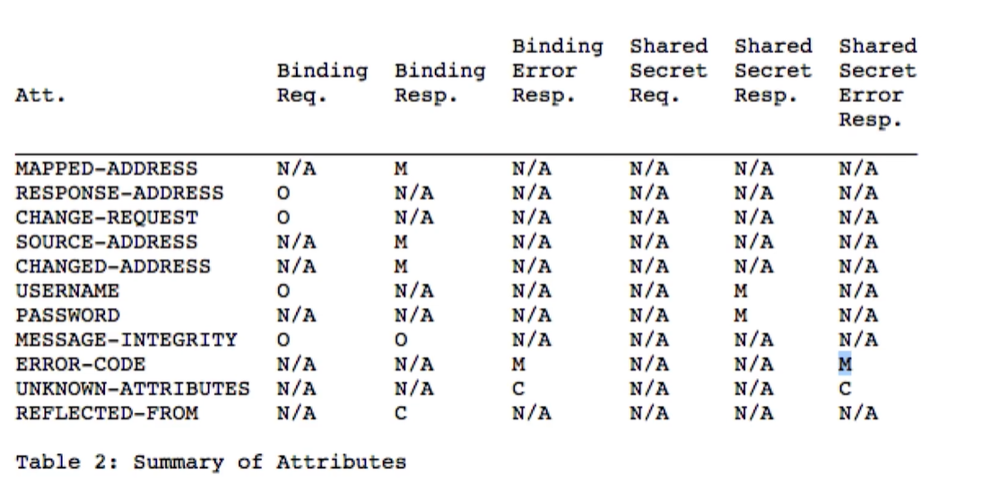 Binding  Shared   Shared   Shared
                    Binding   Binding   Error    Secret   Secret   Secret
Att.                Req.      Resp.     Resp.    Req.     Resp.    Error
                                                                   Resp.
MAPPED-ADDRESS      N/A       M         N/A      N/A      N/A      N/A
RESPONSE-ADDRESS    O         N/A       N/A      N/A      N/A      N/A
CHANGE-REQUEST      O         N/A       N/A      N/A      N/A      N/A
SOURCE-ADDRESS      N/A       M         N/A      N/A      N/A      N/A
CHANGED-ADDRESS     N/A       M         N/A      N/A      N/A      N/A
USERNAME            O         N/A       N/A      N/A      M        N/A
PASSWORD            N/A       N/A       N/A      N/A      M        N/A
MESSAGE-INTEGRITY   O         O         N/A      N/A      N/A      N/A
ERROR-CODE          N/A       N/A       M        N/A      N/A      M
UNKNOWN-ATTRIBUTES  N/A       N/A       C        N/A      N/A      C
REFLECTED-FROM      N/A       C         N/A      N/A      N/A      N/A
Table 2: Summary of Attributes